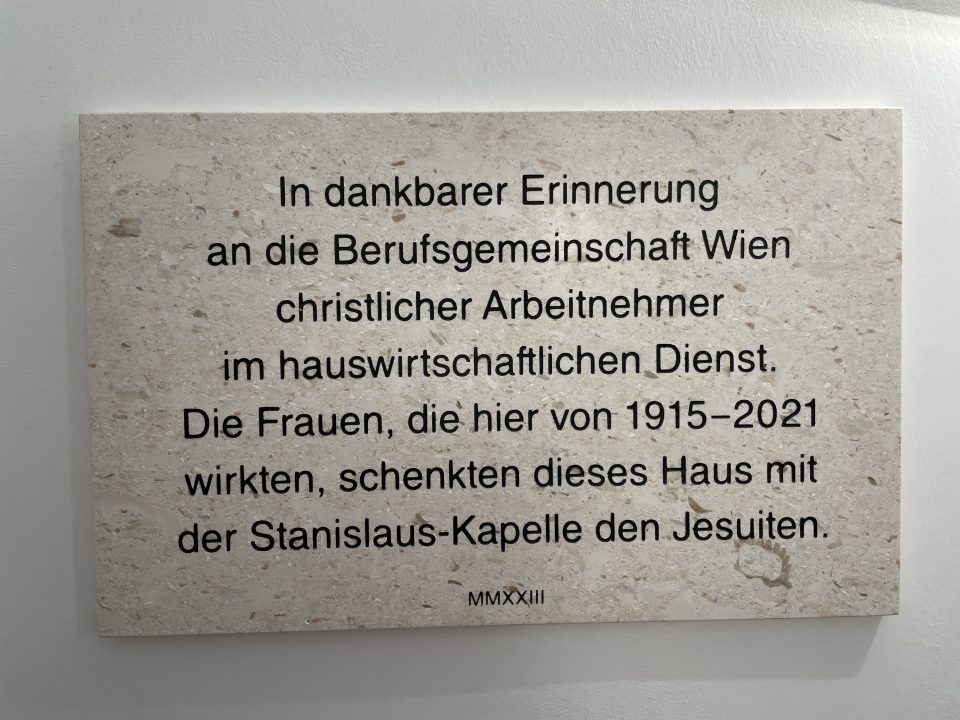 In dankbarer Erinnerung
an die Berufsgemeinschaft Wien
christlicher Arbeitnehmer
im hauswirtschaftlichen Dienst.
Die Frauen, die hier von 1915–2021
wirkten, schenkten dieses Haus mit
der Stanislaus-Kapelle den Jesuiten.
MMXXIII